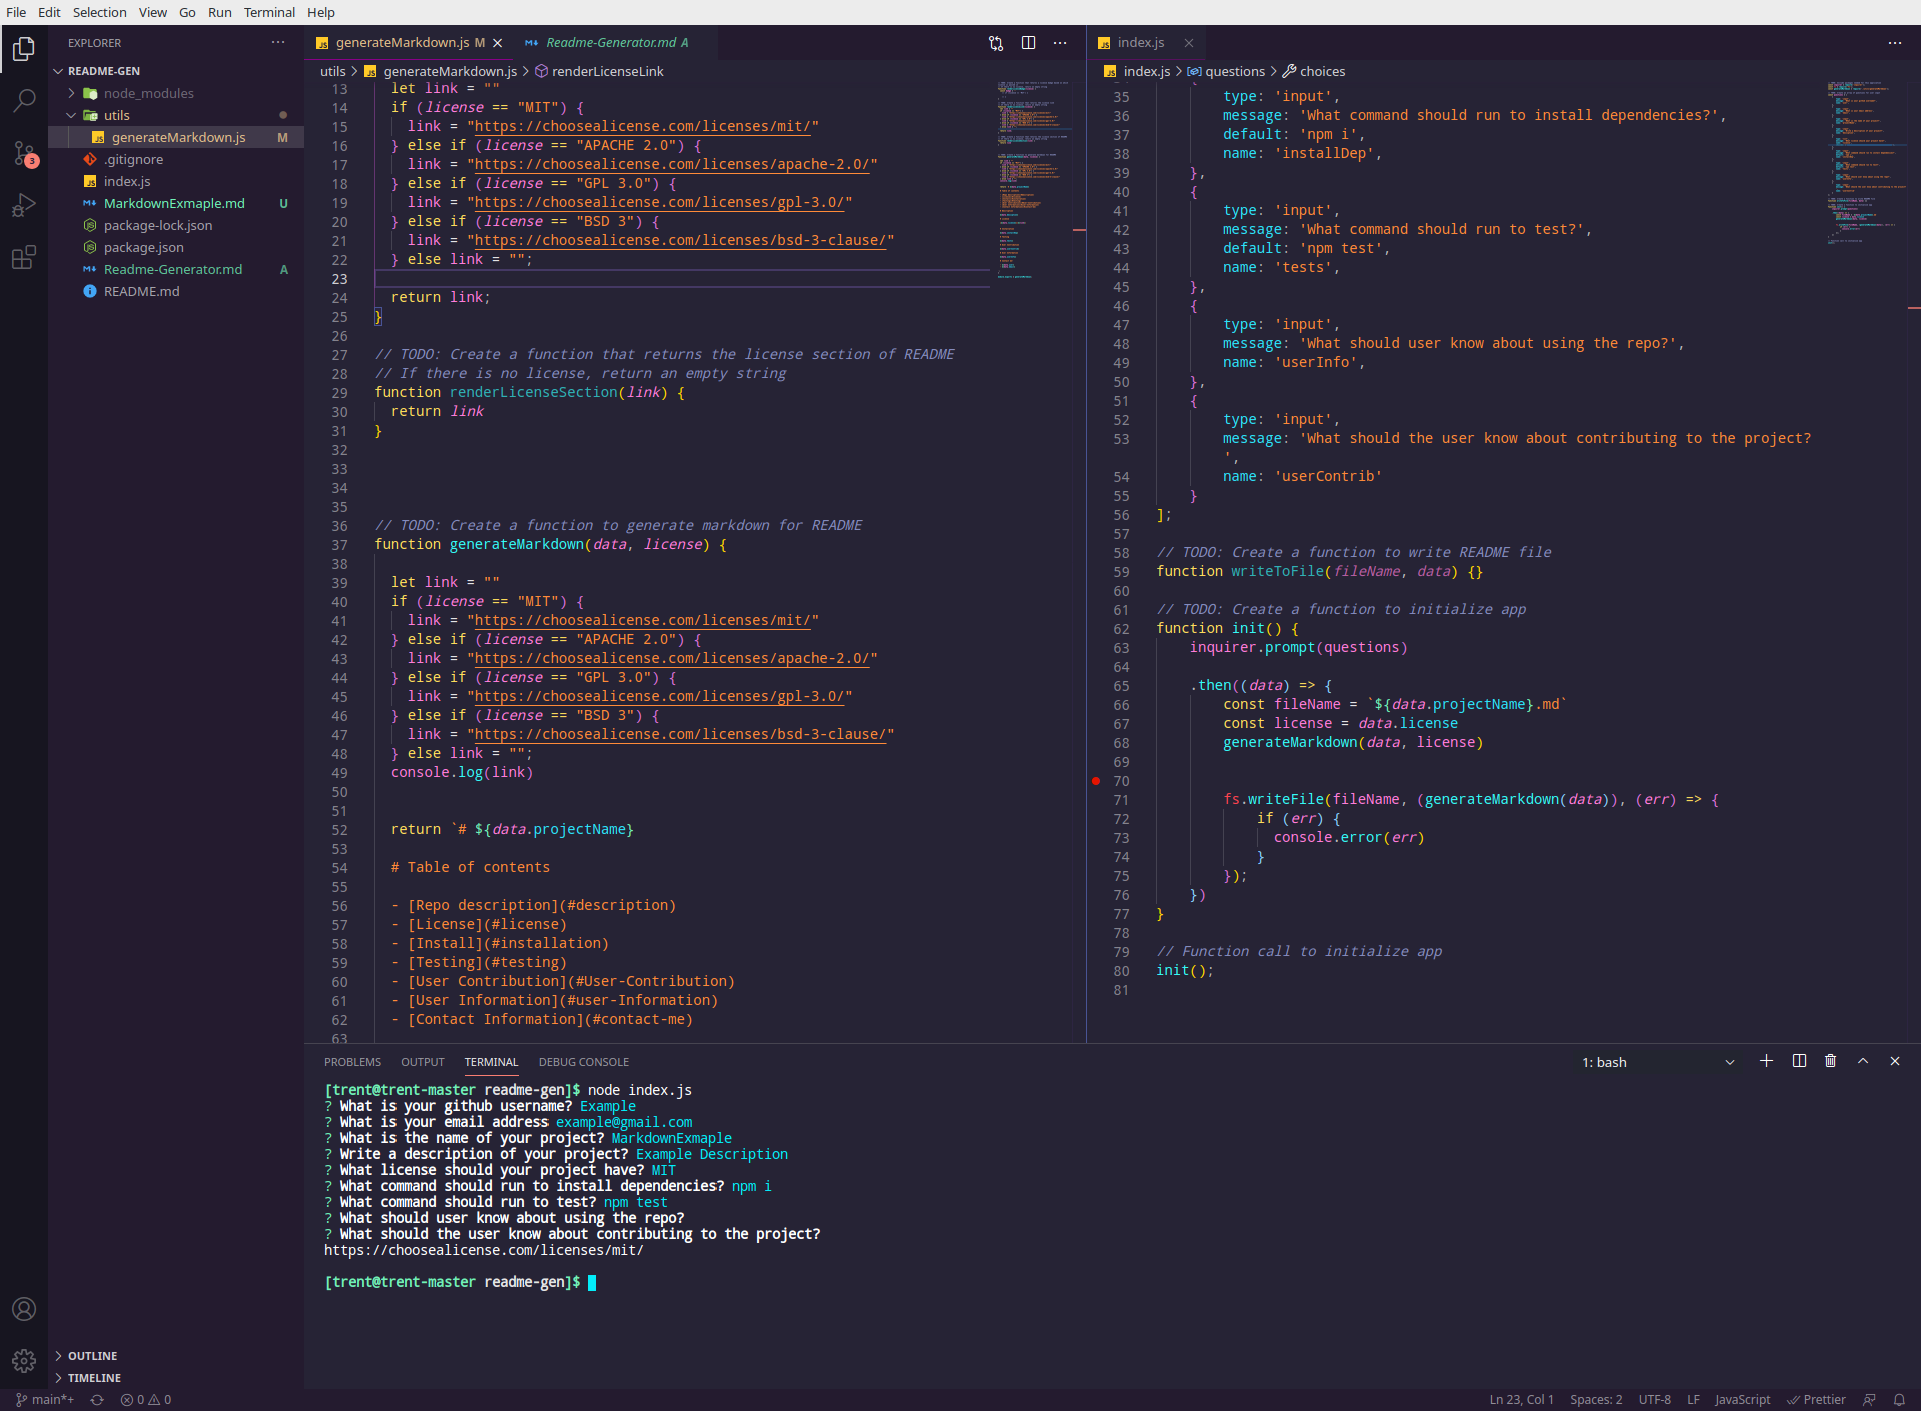 File Edit Selection View Go Run Terminal Help
EXPLORER ···
README-GEN
node_modules
utils
generateMarkdown.js M
.gitignore
index.js
MarkdownExmaple.md U
package-lock.json
package.json
Readme-Generator.md A
README.md
OUTLINE
TIMELINE
3
generateMarkdown.js M
Readme-Generator.md A
utils > generateMarkdown.js > renderLicenseLink
13 let link = ""
14 if (license == "MIT") {
15 link = "https://choosealicense.com/licenses/mit/"
16 } else if (license == "APACHE 2.0") {
17 link = "https://choosealicense.com/licenses/apache-2.0/"
18 } else if (license == "GPL 3.0") {
19 link = "https://choosealicense.com/licenses/gpl-3.0/"
20 } else if (license == "BSD 3") {
21 link = "https://choosealicense.com/licenses/bsd-3-clause/"
22 } else link = "";
23
24 return link;
25 }
26
27 // TODO: Create a function that returns the license section of README
28 // If there is no license, return an empty string
29 function renderLicenseSection(link) {
30 return link
31 }
32
33
34
35
36 // TODO: Create a function to generate markdown for README
37 function generateMarkdown(data, license) {
38
39 let link = ""
40 if (license == "MIT") {
41 link = "https://choosealicense.com/licenses/mit/"
42 } else if (license == "APACHE 2.0") {
43 link = "https://choosealicense.com/licenses/apache-2.0/"
44 } else if (license == "GPL 3.0") {
45 link = "https://choosealicense.com/licenses/gpl-3.0/"
46 } else if (license == "BSD 3") {
47 link = "https://choosealicense.com/licenses/bsd-3-clause/"
48 } else link = "";
49 console.log(link)
50
51
52 return `# ${data.projectName}
53
54 # Table of contents
55
56 - [Repo description](#description)
57 - [License](#license)
58 - [Install](#installation)
59 - [Testing](#testing)
60 - [User Contribution](#User-Contribution)
61 - [User Information](#user-Information)
62 - [Contact Information](#contact-me)
63
index.js
index.js > questions > choices
35 type: 'input',
36 message: 'What command should run to install dependencies?',
37 default: 'npm i',
38 name: 'installDep',
39 },
40 {
41 type: 'input',
42 message: 'What command should run to test?',
43 default: 'npm test',
44 name: 'tests',
45 },
46 {
47 type: 'input',
48 message: 'What should user know about using the repo?',
49 name: 'userInfo',
50 },
51 {
52 type: 'input',
53 message: 'What should the user know about contributing to the project?
',
54 name: 'userContrib'
55 }
56 ];
57
58 // TODO: Create a function to write README file
59 function writeToFile(fileName, data) {}
60
61 // TODO: Create a function to initialize app
62 function init() {
63 inquirer.prompt(questions)
64
65 .then((data) => {
66 const fileName = `${data.projectName}.md`
67 const license = data.license
68 generateMarkdown(data, license)
69
70
71 fs.writeFile(fileName, (generateMarkdown(data)), (err) => {
72 if (err) {
73 console.error(err)
74 }
75 });
76 })
77 }
78
79 // Function call to initialize app
80 init();
81
PROBLEMS OUTPUT TERMINAL DEBUG CONSOLE 1: bash
[trent@trent-master readme-gen]$ node index.js
? What is your github username? Example
? What is your email address example@gmail.com
? What is the name of your project? MarkdownExmaple
? Write a description of your project? Example Description
? What license should your project have? MIT
? What command should run to install dependencies? npm i
? What command should run to test? npm test
? What should user know about using the repo?
? What should the user know about contributing to the project?
https://choosealicense.com/licenses/mit/
[trent@trent-master readme-gen]$
main*+ 0 0 Ln 23, Col 1 Spaces: 2 UTF-8 LF JavaScript Prettier